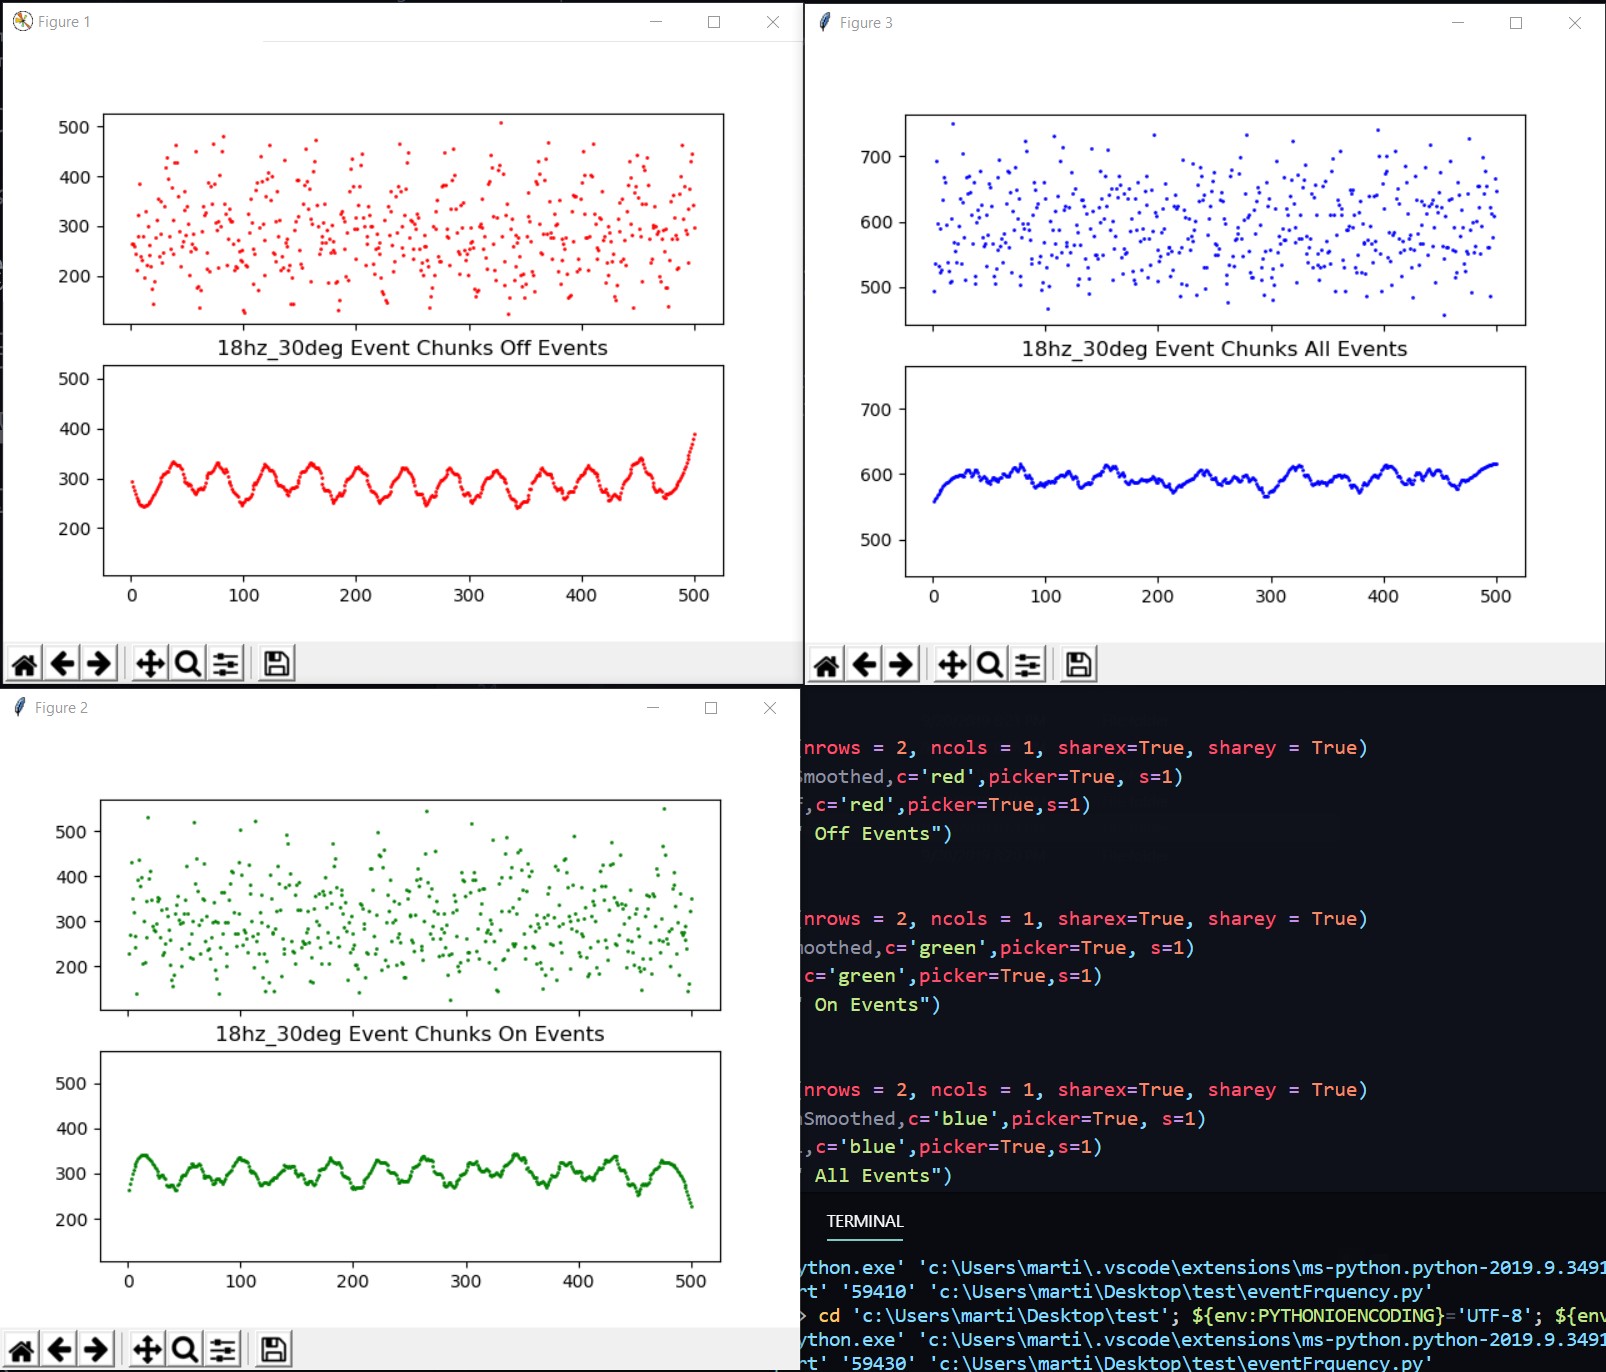 Figure 1
500
400
300
200
18hz_30deg Event Chunks Off Events
500
400
300
200
0 100 200 300 400 500
Figure 3
700
600
500
18hz_30deg Event Chunks All Events
700
600
500
0 100 200 300 400 500
Figure 2
500
400
300
200
18hz_30deg Event Chunks On Events
500
400
300
200
0 100 200 300 400 500
nrows = 2, ncols = 1, sharex=True, sharey = True)
moothed,c='red',picker=True, s=1)
,c='red',picker=True,s=1)
Off Events")
nrows = 2, ncols = 1, sharex=True, sharey = True)
oothed,c='green',picker=True, s=1)
c='green',picker=True,s=1)
On Events")
nrows = 2, ncols = 1, sharex=True, sharey = True)
Smoothed,c='blue',picker=True, s=1)
,c='blue',picker=True,s=1)
All Events")
TERMINAL
ython.exe' 'c:\Users\marti\.vscode\extensions\ms-python.python-2019.9.3491
rt' '59410' 'c:\Users\marti\Desktop\test\eventFrquency.py'
> cd 'c:\Users\marti\Desktop\test'; ${env:PYTHONIOENCODING}='UTF-8'; ${env
ython.exe' 'c:\Users\marti\.vscode\extensions\ms-python.python-2019.9.3491
rt' '59430' 'c:\Users\marti\Desktop\test\eventFrquency.py'